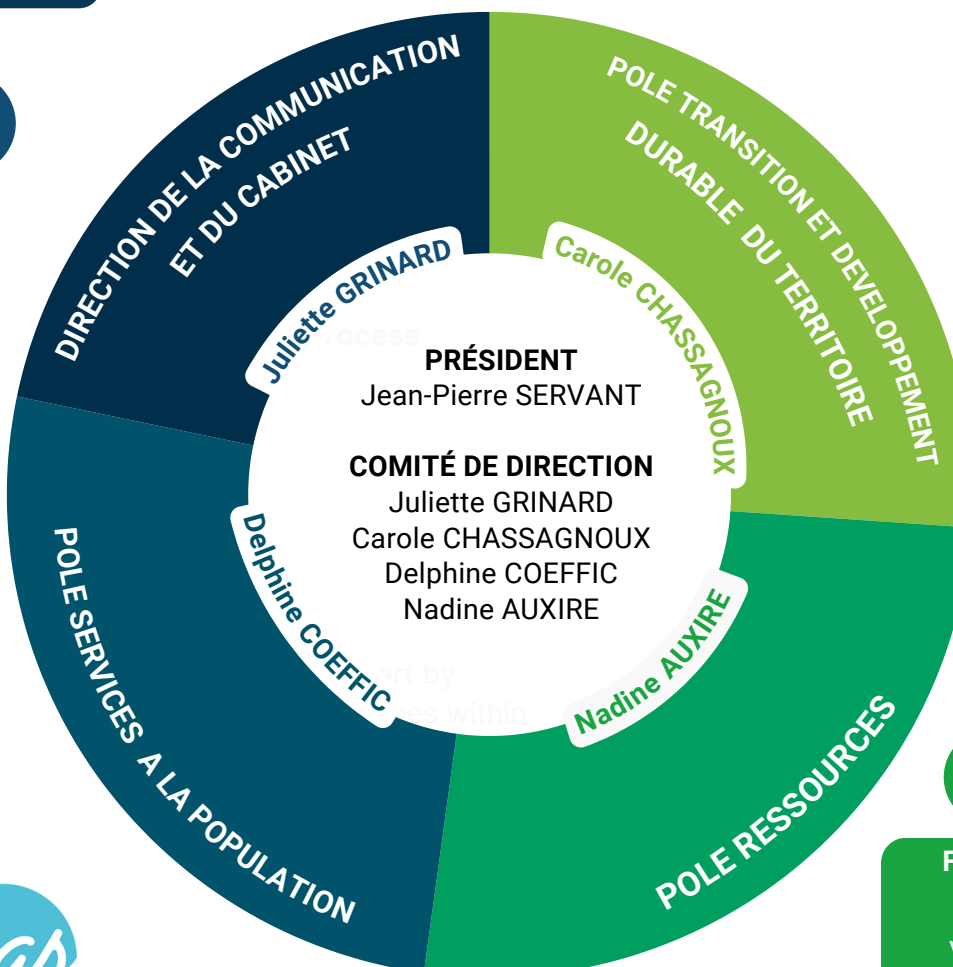 DIRECTION DE LA COMMUNICATION
ET DU CABINET
POLE TRANSITION ET DEVELOPPEMENT
DURABLE DU TERRITOIRE
Juliette GRINARD
Carole CHASSAGNOUX
PRÉSIDENT
Jean-Pierre SERVANT
COMITÉ DE DIRECTION
Juliette GRINARD
Carole CHASSAGNOUX
Delphine COEFFIC
Nadine AUXIRE
Delphine COEFFIC
Nadine AUXIRE
POLE SERVICES A LA POPULATION
POLE RESSOURCES